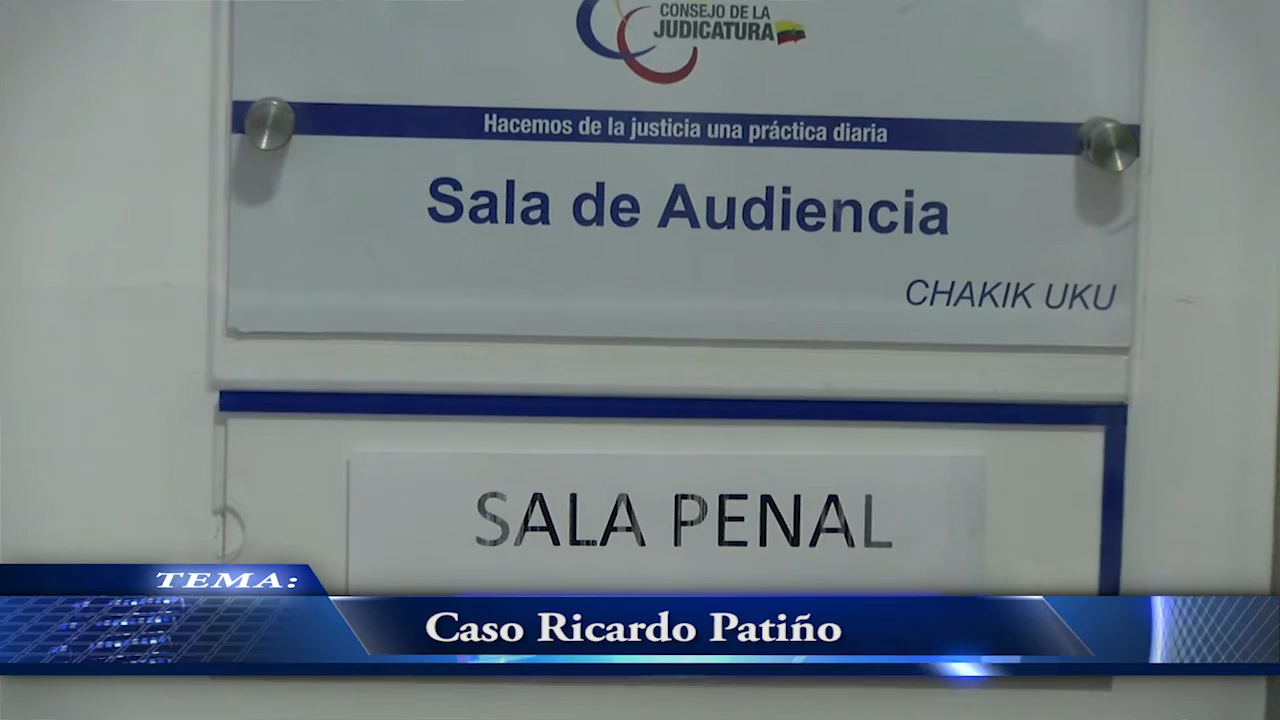 CONSEJO DE LA
JUDICATURA
Hacemos de la justicia una práctica diaria
Sala de Audiencia
CHAKIK UKU
SALA PENAL
TEMA:
Caso Ricardo Patiño